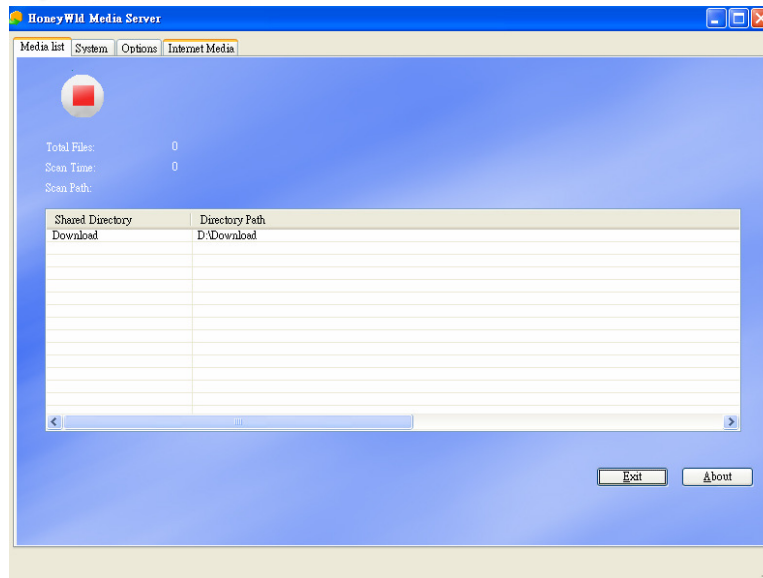 HoneyWld Media Server
Media list System Options Internet Media
Total Files: 0
Scan Time: 0
Scan Path:
Shared Directory Directory Path
Download D:\Download
Exit About